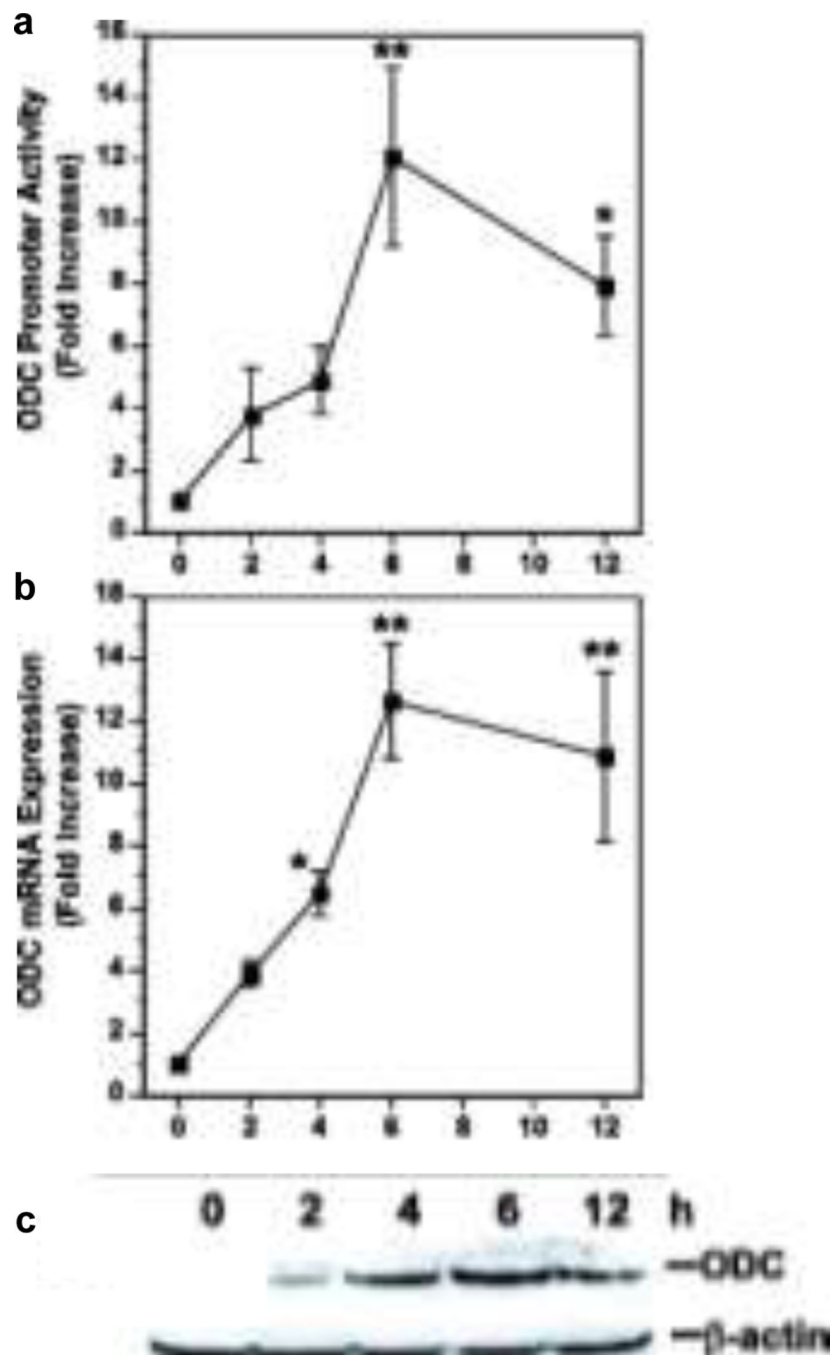 a
ODC Promoter Activity
(Fold Increase)
16
14
12
10
8
6
4
2
0
**
*
0 2 4 6 8 10 12
b
ODC mRNA Expression
(Fold Increase)
16
14
12
10
8
6
4
2
0
*
**
**
0 2 4 6 8 10 12
c
0 2 4 6 12 h
ODC
β-actin